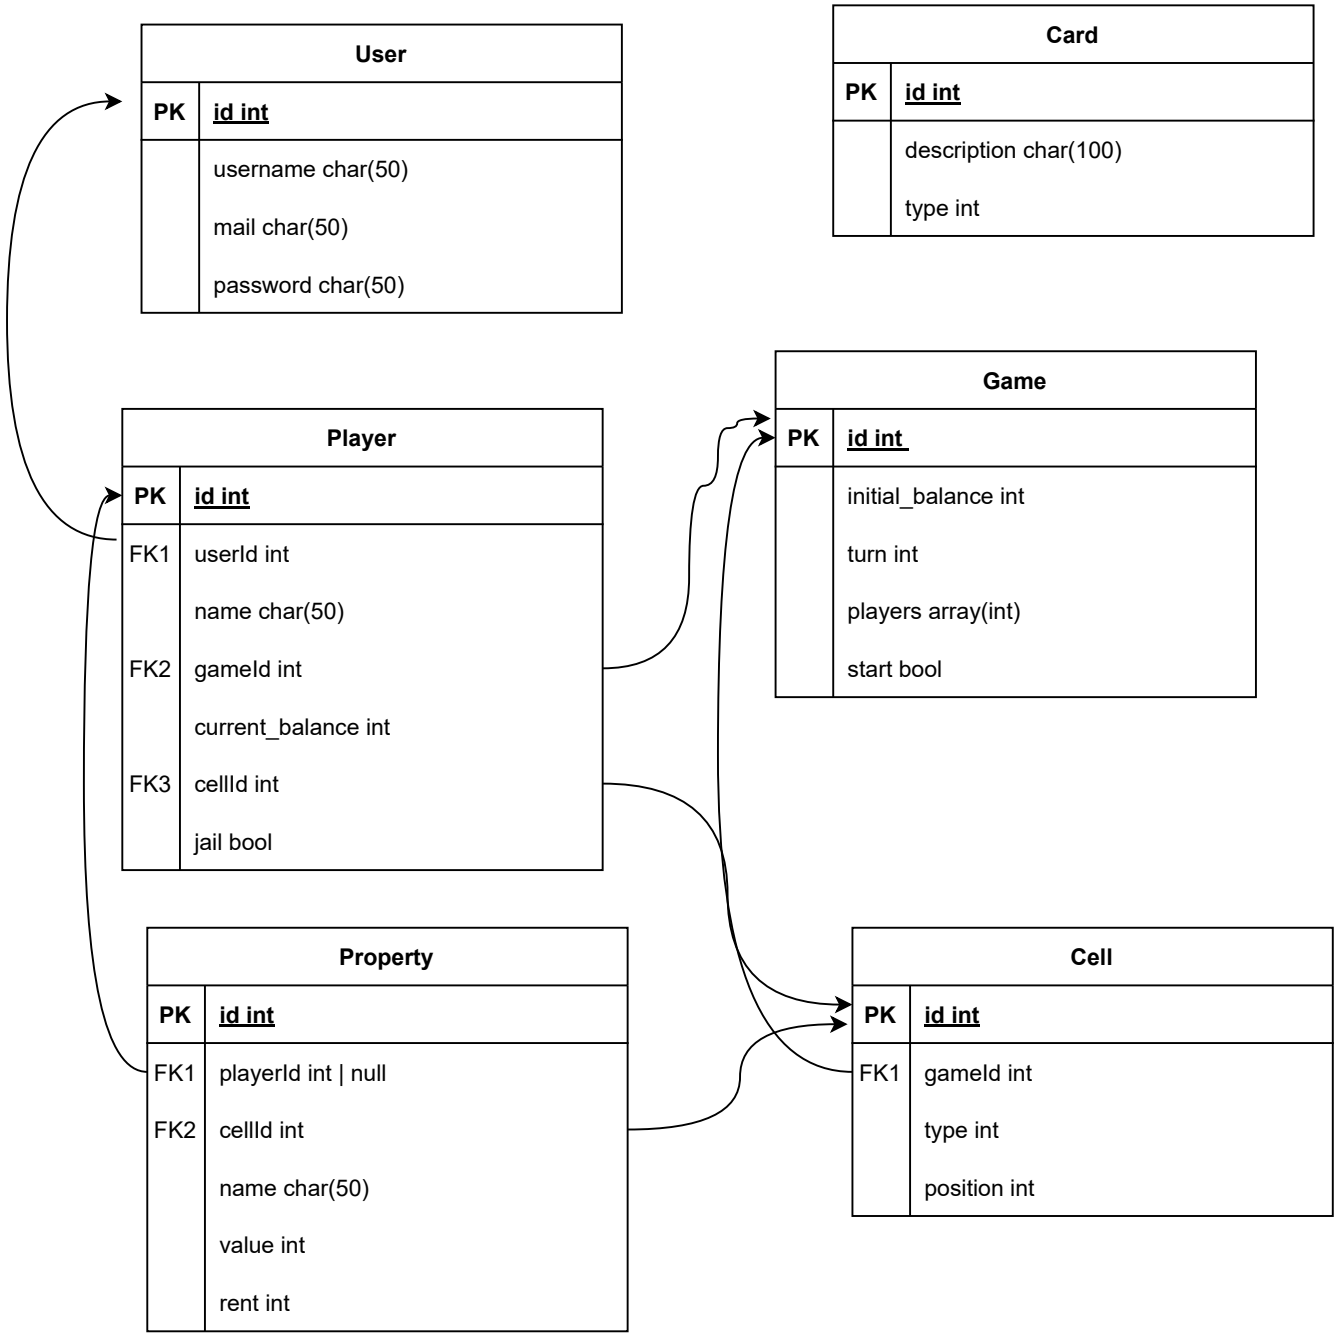 User
PK id int
username char(50)
mail char(50)
password char(50)
Card
PK id int
description char(100)
type int
Player
PK id int
FK1 userId int
name char(50)
FK2 gameId int
current_balance int
FK3 cellId int
jail bool
Game
PK id int
initial_balance int
turn int
players array(int)
start bool
Property
PK id int
FK1 playerId int | null
FK2 cellId int
name char(50)
value int
rent int
Cell
PK id int
FK1 gameId int
type int
position int